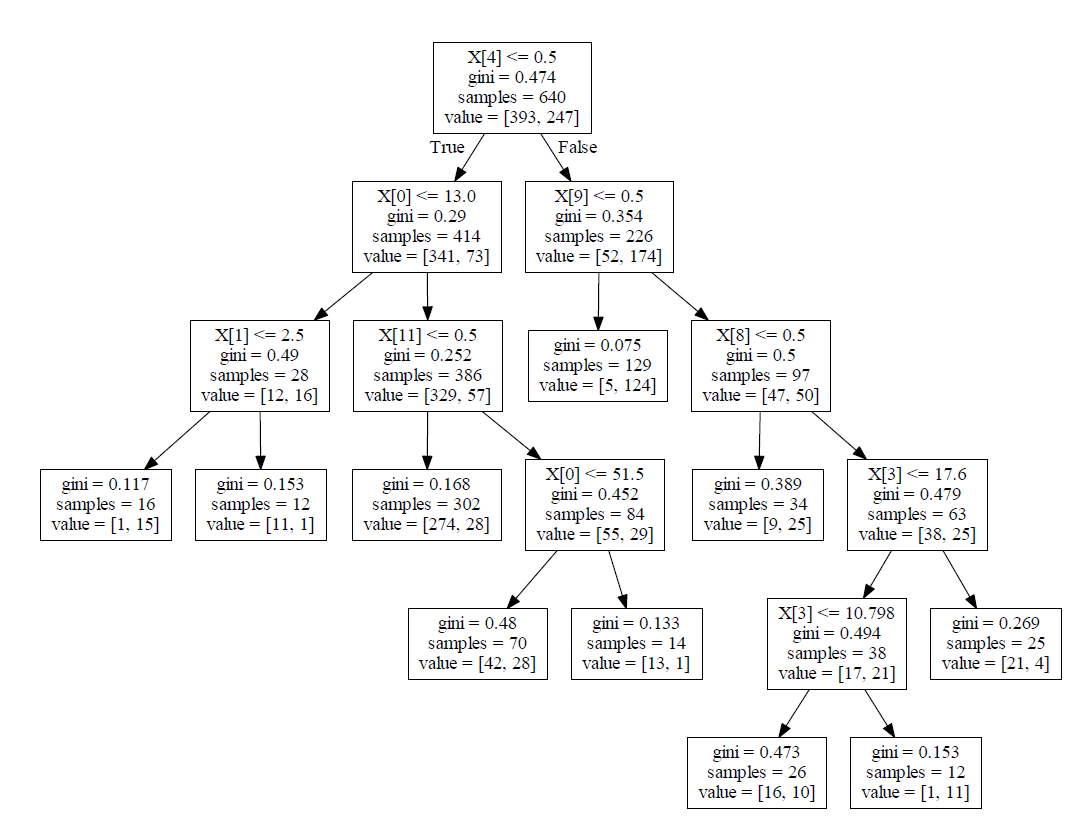 X[4] <= 0.5
gini = 0.474
samples = 640
value = [393, 247]
True
False
X[0] <= 13.0
gini = 0.29
samples = 414
value = [341, 73]
X[9] <= 0.5
gini = 0.354
samples = 226
value = [52, 174]
X[1] <= 2.5
gini = 0.49
samples = 28
value = [12, 16]
X[11] <= 0.5
gini = 0.252
samples = 386
value = [329, 57]
gini = 0.075
samples = 129
value = [5, 124]
X[8] <= 0.5
gini = 0.5
samples = 97
value = [47, 50]
gini = 0.117
samples = 16
value = [1, 15]
gini = 0.153
samples = 12
value = [11, 1]
gini = 0.168
samples = 302
value = [274, 28]
X[0] <= 51.5
gini = 0.452
samples = 84
value = [55, 29]
gini = 0.389
samples = 34
value = [9, 25]
X[3] <= 17.6
gini = 0.479
samples = 63
value = [38, 25]
gini = 0.48
samples = 70
value = [42, 28]
gini = 0.133
samples = 14
value = [13, 1]
X[3] <= 10.798
gini = 0.494
samples = 38
value = [17, 21]
gini = 0.269
samples = 25
value = [21, 4]
gini = 0.473
samples = 26
value = [16, 10]
gini = 0.153
samples = 12
value = [1, 11]